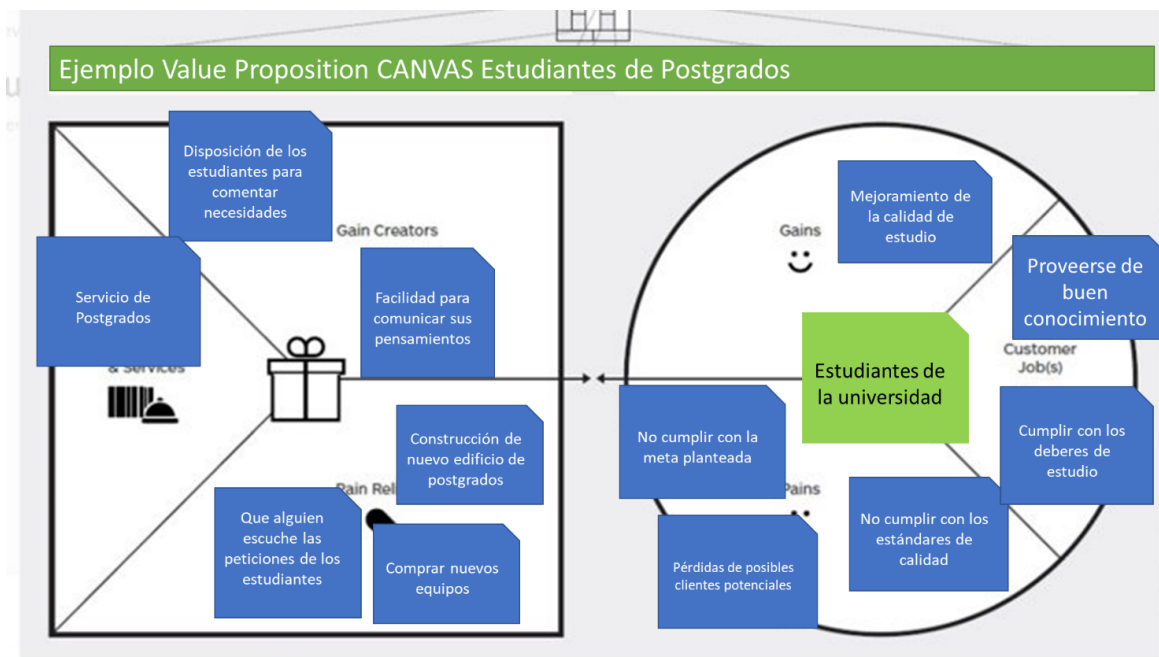 Ejemplo Value Proposition CANVAS Estudiantes de Postgrados
Disposición de los
estudiantes para
comentar
necesidades
Gain Creators
Servicio de
Postgrados
Facilidad para
comunicar sus
pensamientos
& Services
Construcción de
nuevo edificio de
postgrados
Pain Rel
Que alguien
escuche las
peticiones de los
estudiantes
Comprar nuevos
equipos
Gains
Mejoramiento de
la calidad de
estudio
Proveerse de
buen
conocimiento
Customer
Job(s)
Estudiantes de
la universidad
No cumplir con la
meta planteada
Cumplir con los
deberes de
estudio
Pains
No cumplir con los
estándares de
calidad
Pérdidas de posibles
clientes potenciales